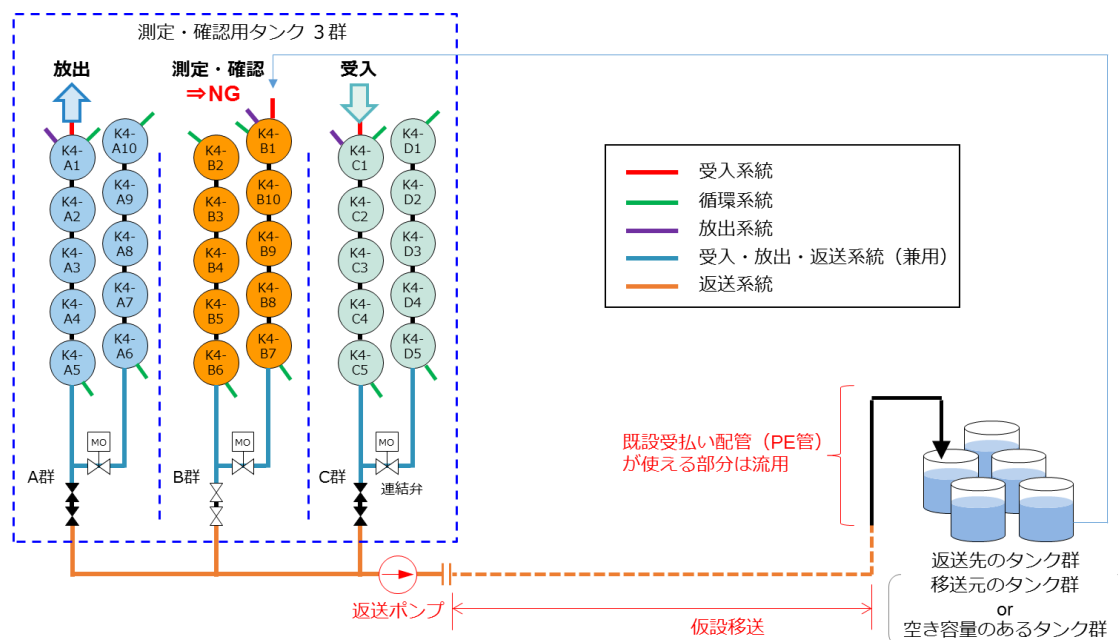 測定・確認用タンク 3群
放出
測定・確認
⇒NG
受入
K4-
A1
K4-
A2
K4-
A3
K4-
A4
K4-
A5
K4-
A10
K4-
A9
K4-
A8
K4-
A7
K4-
A6
K4-
B2
K4-
B3
K4-
B4
K4-
B5
K4-
B6
K4-
B1
K4-
B10
K4-
B9
K4-
B8
K4-
B7
K4-
C1
K4-
C2
K4-
C3
K4-
C4
K4-
C5
K4-
D1
K4-
D2
K4-
D3
K4-
D4
K4-
D5
MO
MO
MO
A群
B群
C群
連結弁
受入系統
循環系統
放出系統
受入・放出・返送系統（兼用）
返送系統
既設受払い配管（PE管）
が使える部分は流用
返送ポンプ
仮設移送
返送先のタンク群
移送元のタンク群
or
空き容量のあるタンク群